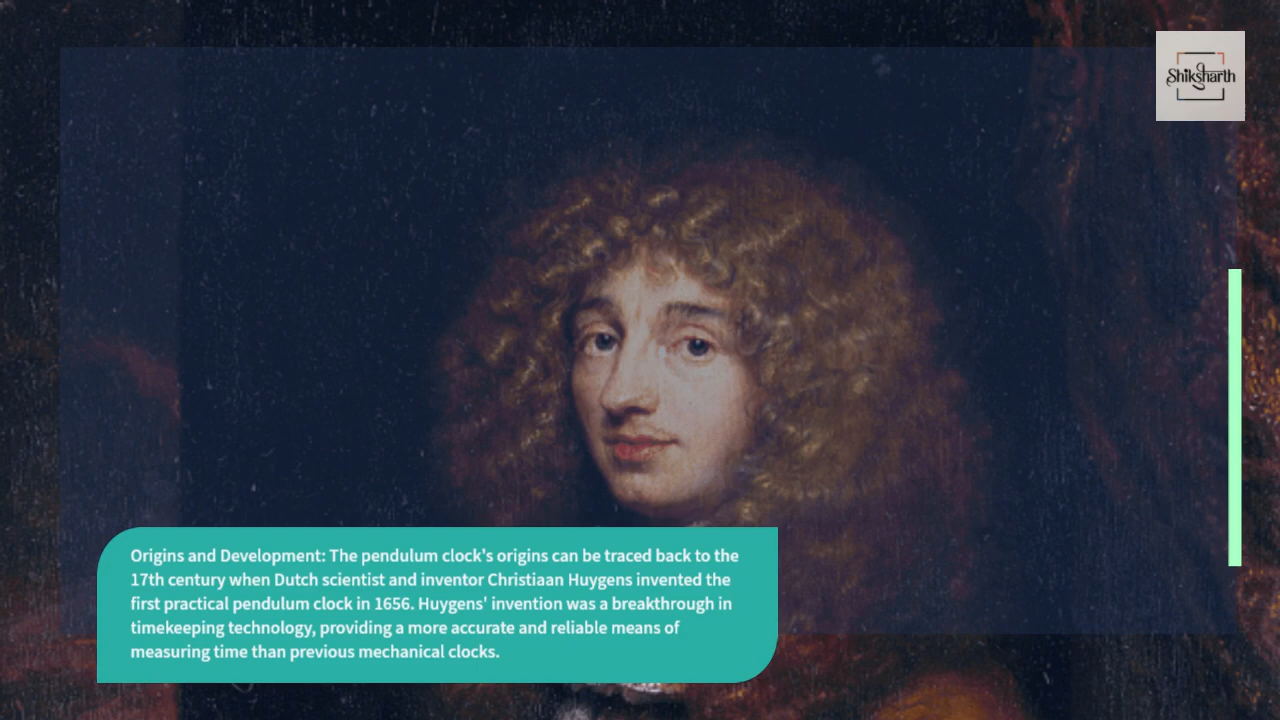 Shiksharth
Origins and Development: The pendulum clock's origins can be traced back to the
17th century when Dutch scientist and inventor Christiaan Huygens invented the
first practical pendulum clock in 1656. Huygens' invention was a breakthrough in
timekeeping technology, providing a more accurate and reliable means of
measuring time than previous mechanical clocks.